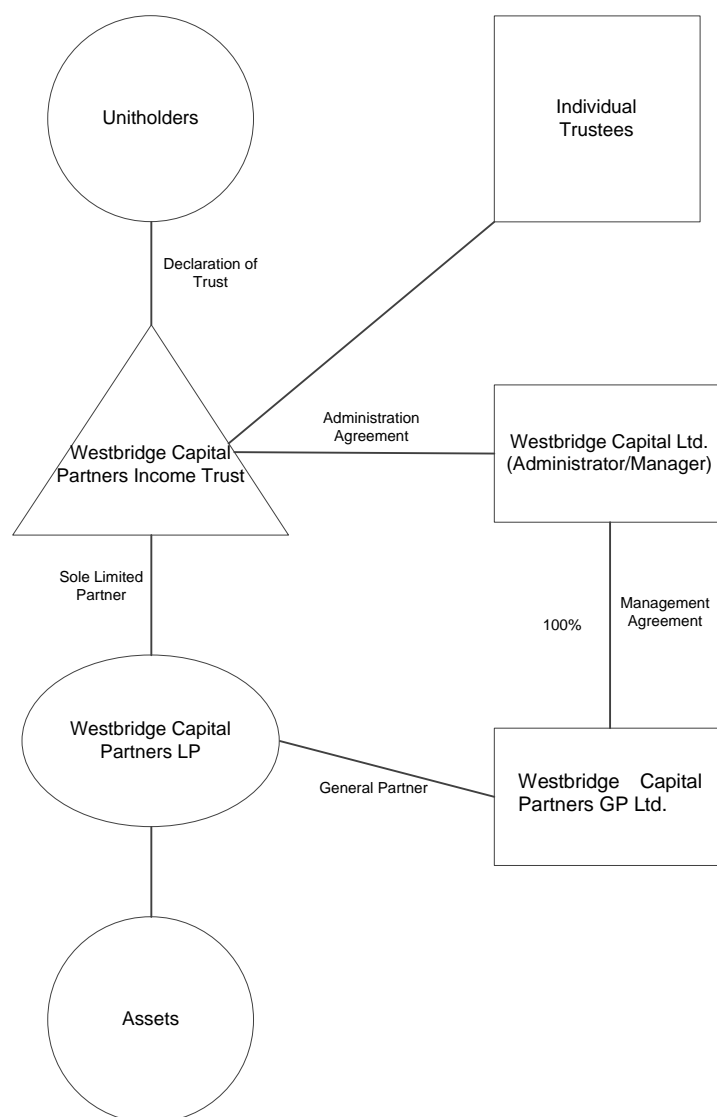 Unitholders
Individual
Trustees
Declaration of
Trust
Administration
Agreement
Westbridge Capital
Partners Income Trust
Westbridge Capital Ltd.
(Administrator/Manager)
Sole Limited
Partner
100%
Management
Agreement
Westbridge Capital
Partners LP
General Partner
Westbridge Capital
Partners GP Ltd.
Assets